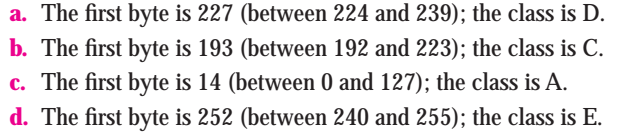 a. The first byte is 227 (between 224 and 239); the class is D.
b. The first byte is 193 (between 192 and 223); the class is C.
c. The first byte is 14 (between 0 and 127); the class is A.
d. The first byte is 252 (between 240 and 255); the class is E.